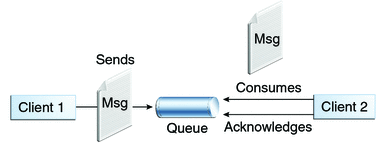 Msg
Sends
Client 1
Msg
Queue
Consumes
Acknowledges
Client 2